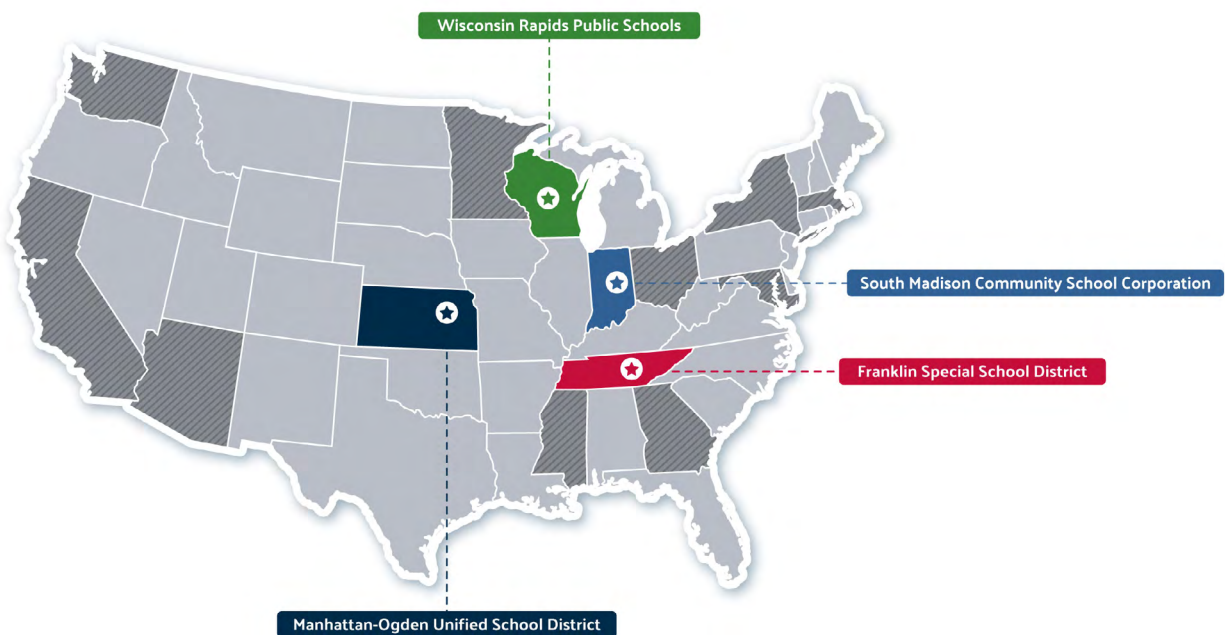 Wisconsin Rapids Public Schools
South Madison Community School Corporation
Franklin Special School District
Manhattan-Ogden Unified School District